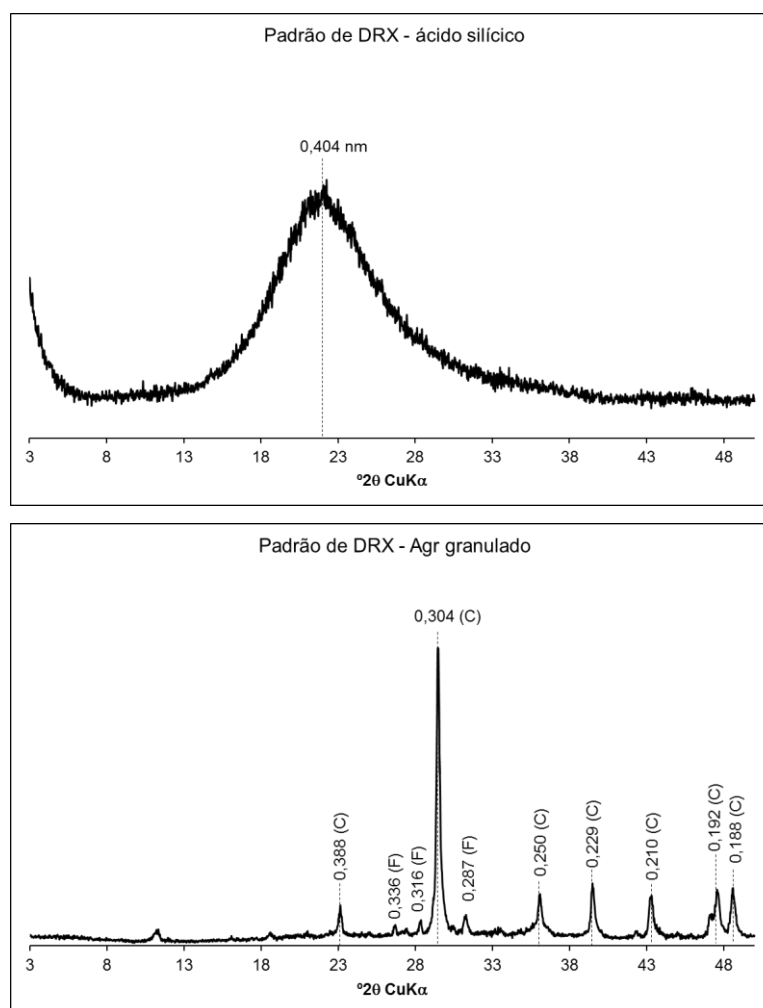 Padrão de DRX - ácido silícico
0,404 nm
3 8 13 18 23 28 33 38 43 48
º2θ CuKα
Padrão de DRX - Agr granulado
0,304 (C)
0,388 (C)
0,336 (F)
0,316 (F)
0,287 (F)
0,250 (C)
0,229 (C)
0,210 (C)
0,192 (C)
0,188 (C)
3 8 13 18 23 28 33 38 43 48
º2θ CuKα